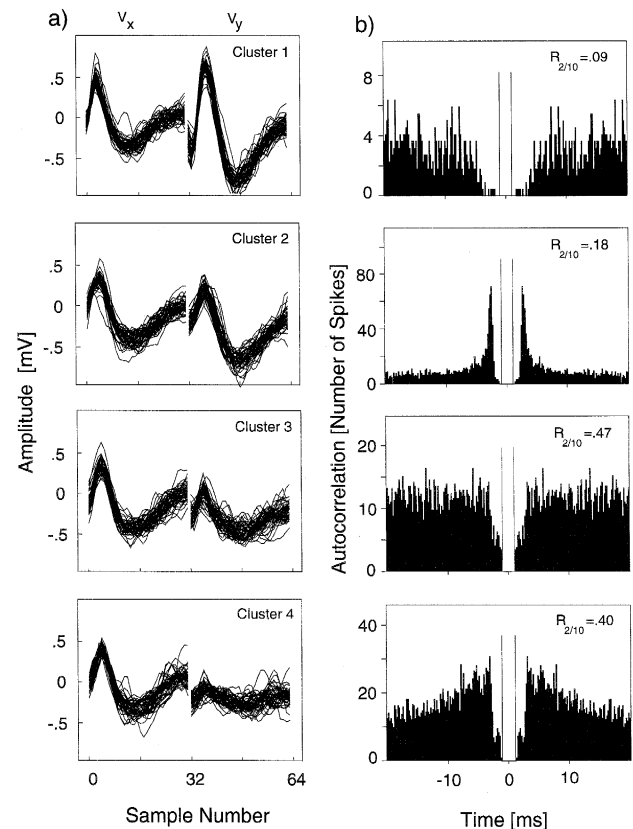 a)
Vx
Vy
b)
Cluster 1
.5
0
-.5
R2/10=.09
8
4
0
Cluster 2
.5
0
-.5
R2/10=.18
80
40
0
Cluster 3
.5
0
-.5
R2/10=.47
20
10
0
Cluster 4
.5
0
-.5
R2/10=.40
40
20
0
Amplitude [mV]
Autocorrelation [Number of Spikes]
0
32
64
Sample Number
-10
0
10
Time [ms]